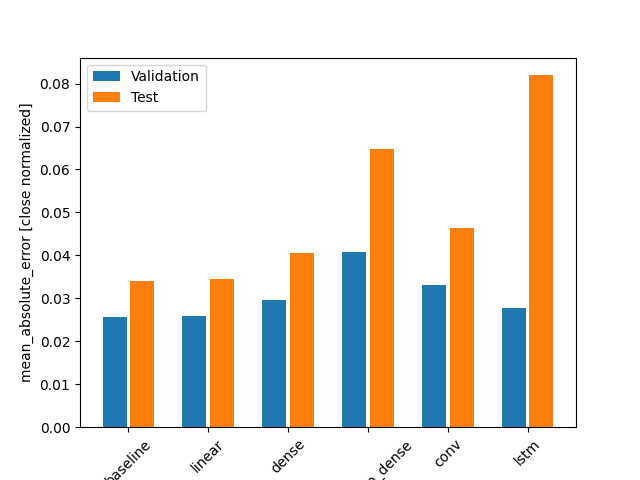 Validation
Test
mean_absolute_error [close normalized]
0.08
0.07
0.06
0.05
0.04
0.03
0.02
0.01
0.00
baseline
linear
dense
_dense
conv
lstm